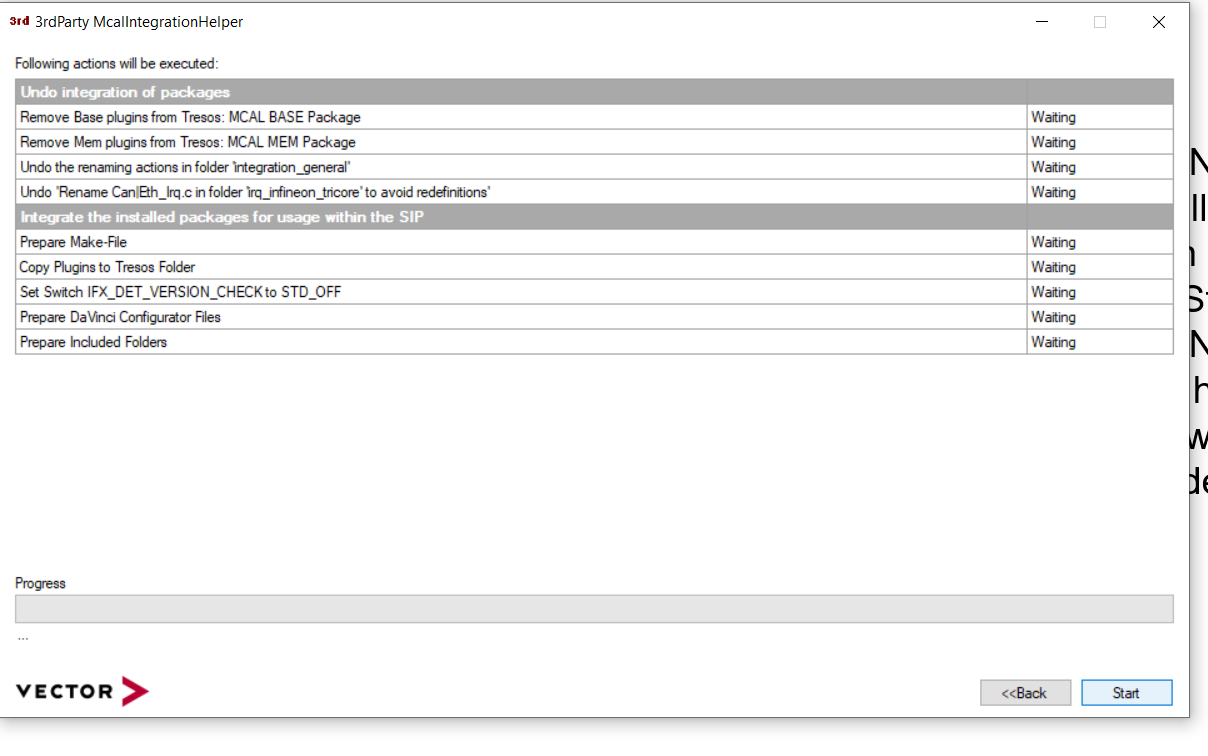 3rd 3rdParty McalIntegrationHelper
Following actions will be executed:
Undo integration of packages
Remove Base plugins from Tresos: MCAL BASE Package Waiting
Remove Mem plugins from Tresos: MCAL MEM Package Waiting
Undo the renaming actions in folder 'integration_general' Waiting
Undo 'Rename Can|Eth_Irq.c in folder 'irq_infineon_tricore' to avoid redefinitions' Waiting
Integrate the installed packages for usage within the SIP
Prepare Make-File Waiting
Copy Plugins to Tresos Folder Waiting
Set Switch IFX_DET_VERSION_CHECK to STD_OFF Waiting
Prepare DaVinci Configurator Files Waiting
Prepare Included Folders Waiting
Progress
...
VECTOR
<<Back Start